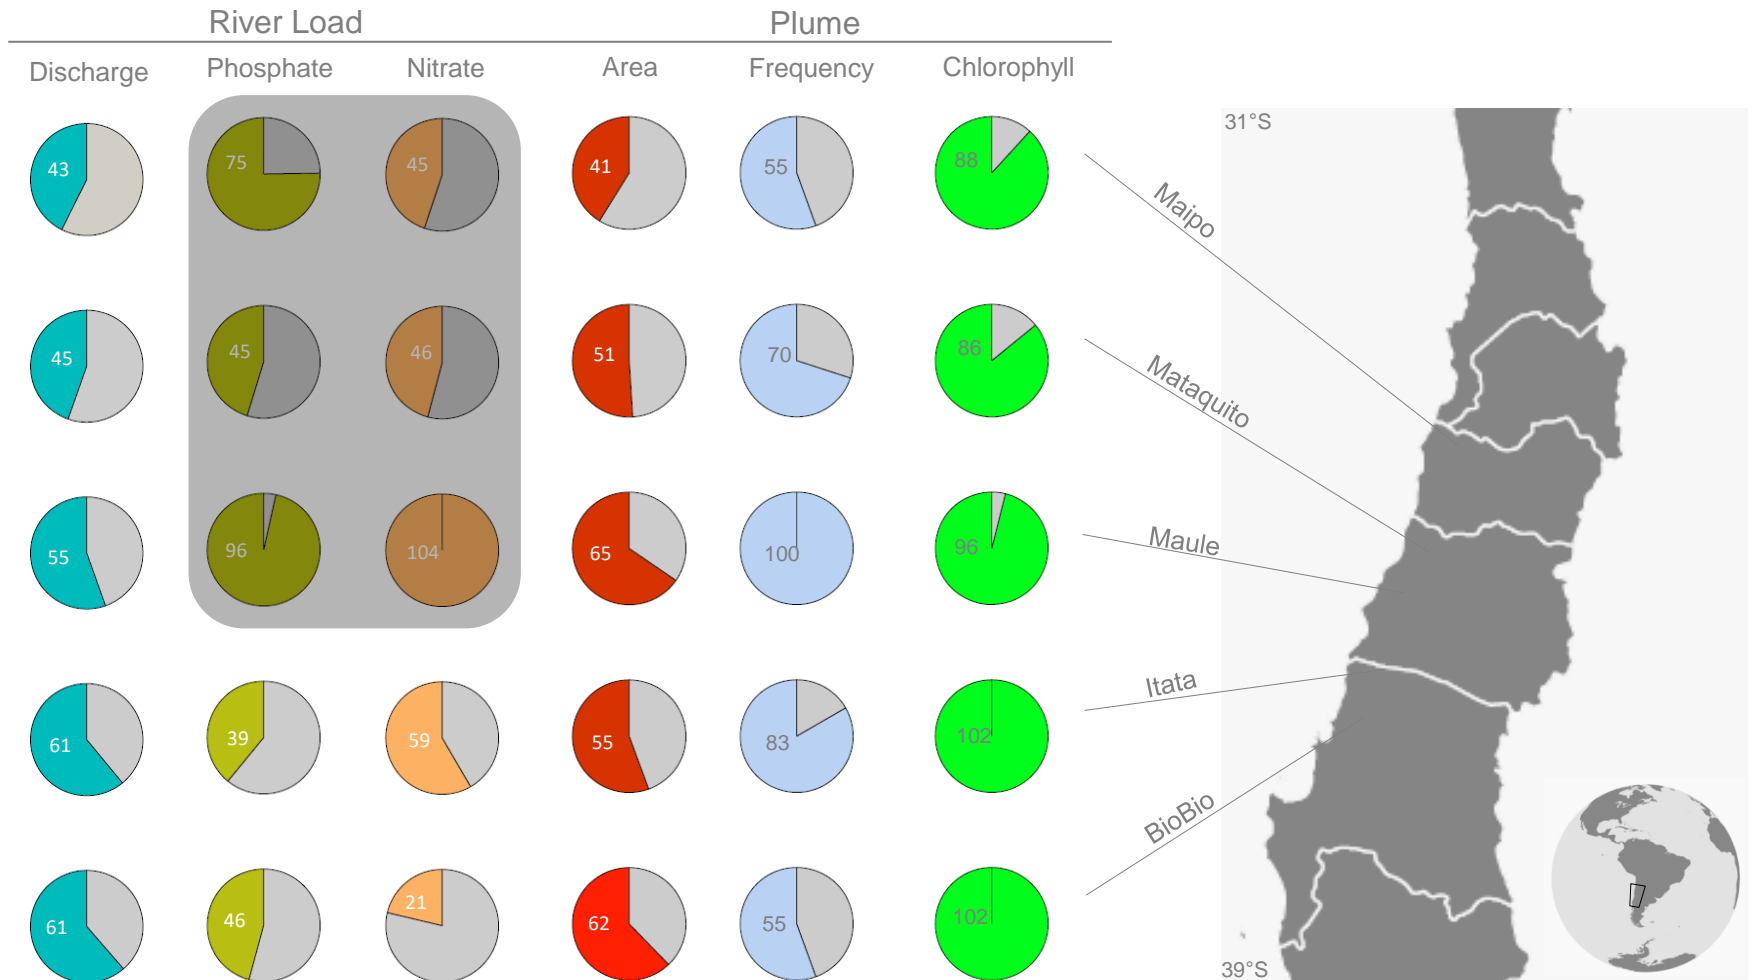 River Load Plume
Discharge Phosphate Nitrate Area Frequency Chlorophyll
31°S
43 75 45 41 55 88
Maipo
45 45 46 51 70 86
Mataquito
55 96 104 65 100 96
Maule
61 39 59 55 83 102
Itata
61 46 21 62 55 102
BioBio
39°S